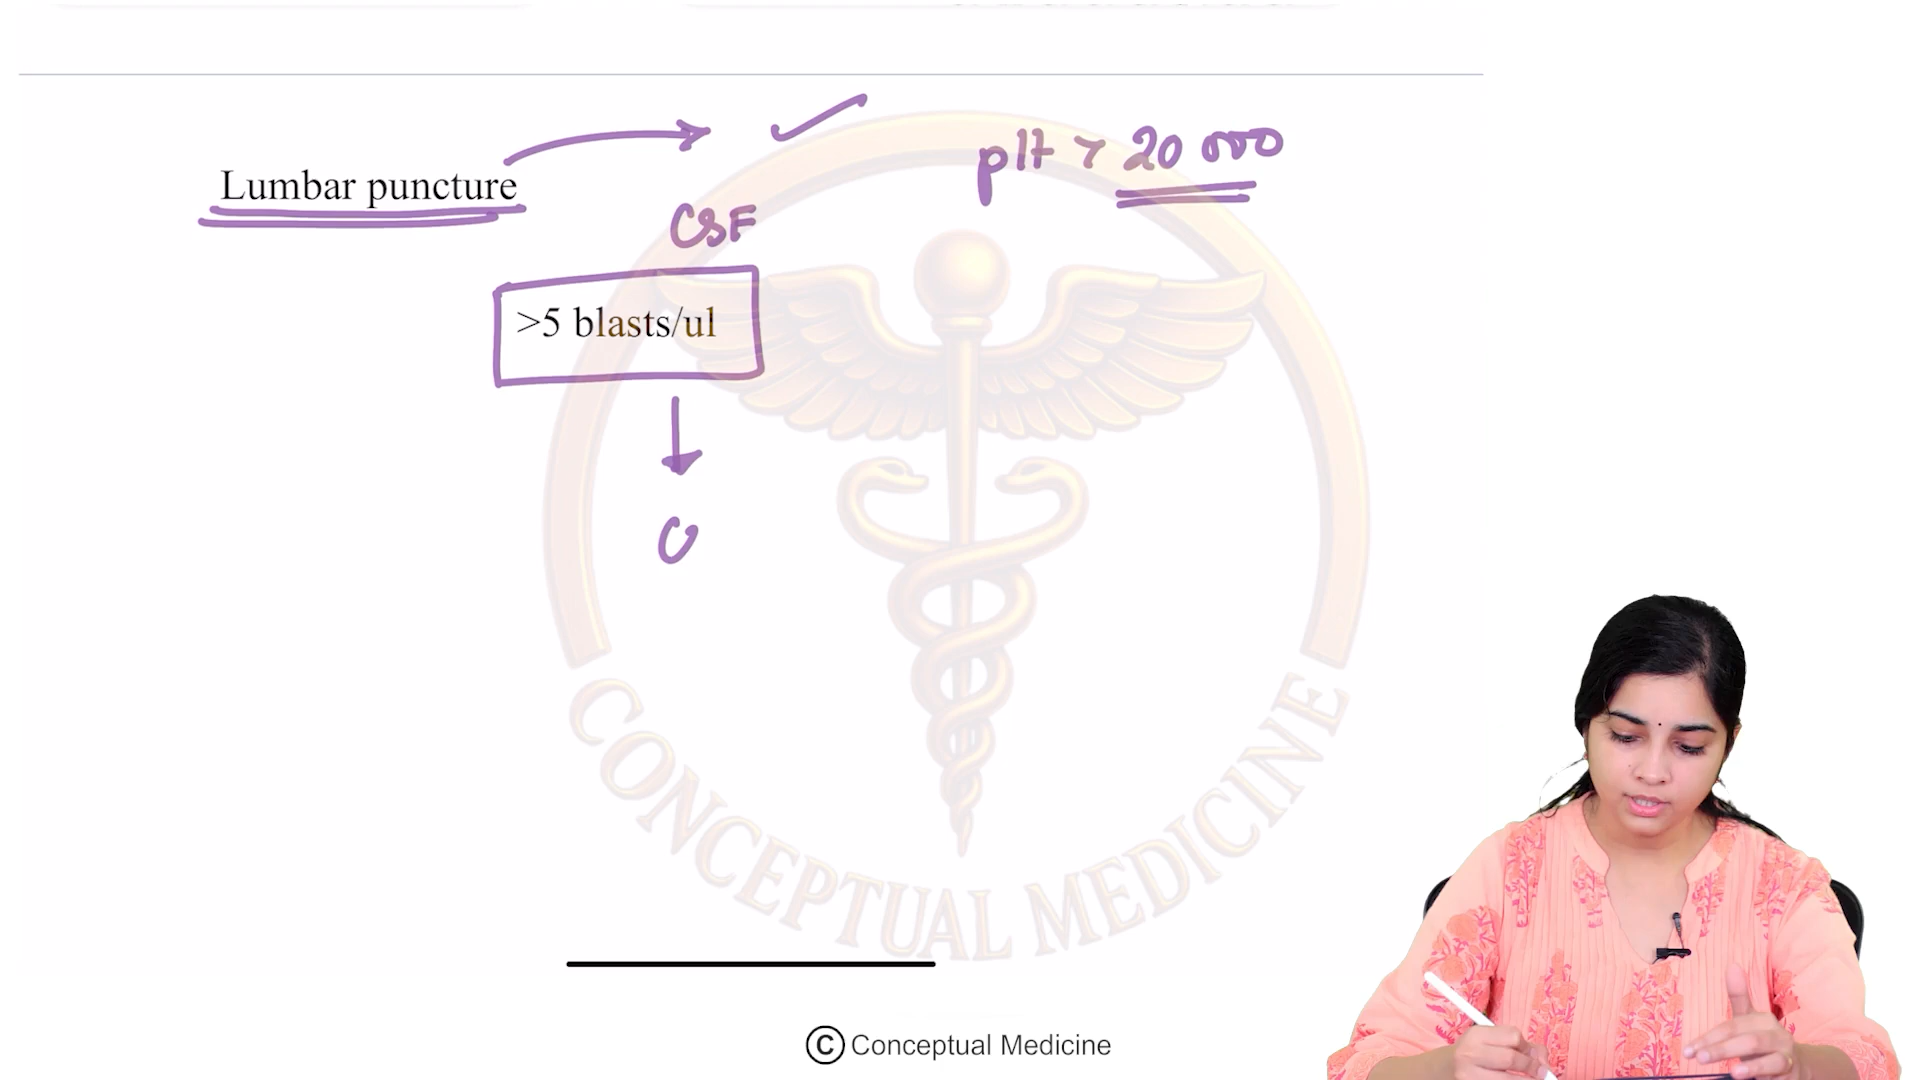 plt > 20 000
Lumbar puncture
CSF
>5 blasts/ul
C
CONCEPTUAL MEDICINE
© Conceptual Medicine